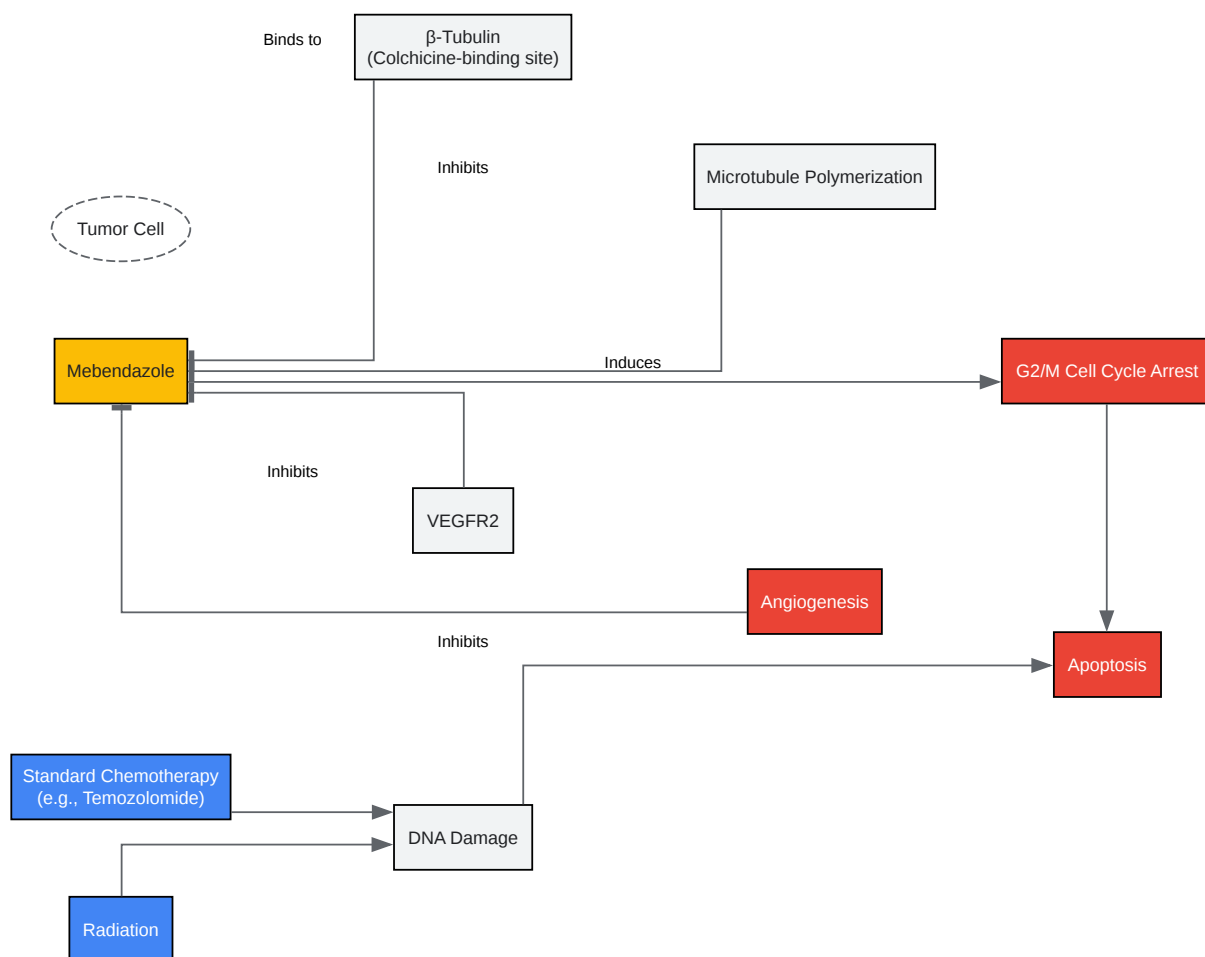 Binds to
β-Tubulin
(Colchicine-binding site)
Inhibits
Microtubule Polymerization
Tumor Cell
Mebendazole
Induces
G2/M Cell Cycle Arrest
Inhibits
VEGFR2
Angiogenesis
Inhibits
Apoptosis
Standard Chemotherapy
(e.g., Temozolomide)
DNA Damage
Radiation